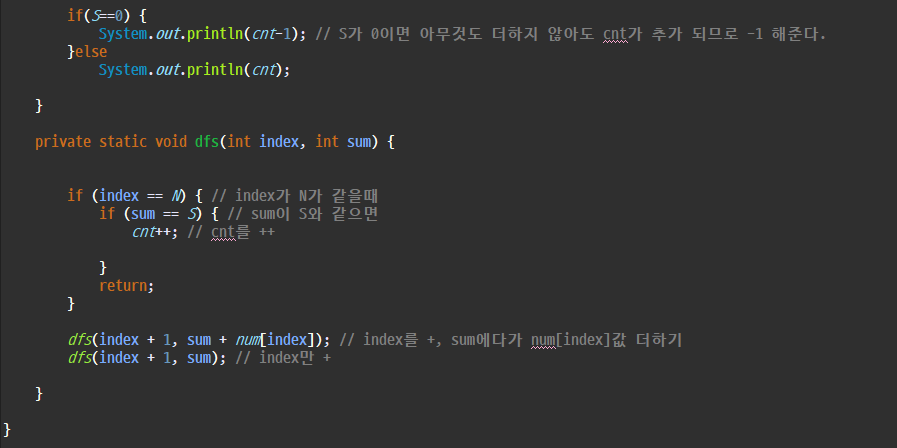 if(S==0) {
System.out.println(cnt-1); // S가 0이면 아무것도 더하지 않아도 cnt가 추가 되므로 -1 해준다.
}else
System.out.println(cnt);
}
private static void dfs(int index, int sum) {
if (index == N) { // index가 N가 같을때
if (sum == S) { // sum이 S와 같으면
cnt++; // cnt를 ++
}
return;
}
dfs(index + 1, sum + num[index]); // index를 +, sum에다가 num[index]값 더하기
dfs(index + 1, sum); // index만 +
}
}